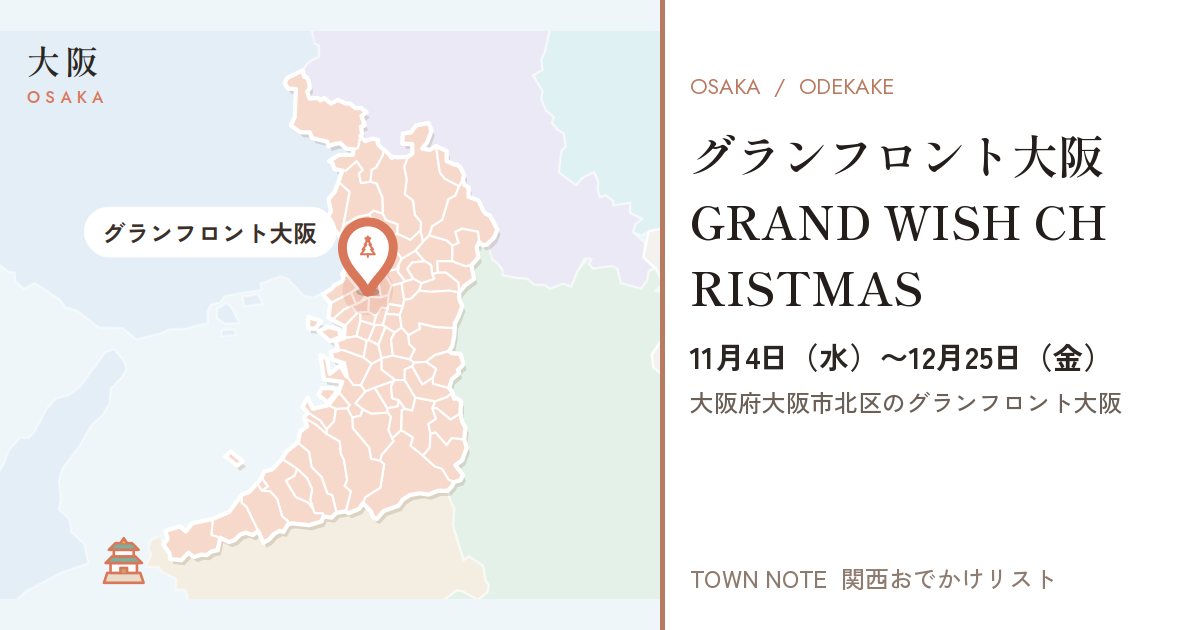 大阪
OSAKA
グランフロント大阪
OSAKA / ODEKAKE
グランフロント大阪
GRAND WISH CH
RISTMAS
11月4日（水）〜12月25日（金）
大阪府大阪市北区のグランフロント大阪
TOWN NOTE 関西おでかけリスト